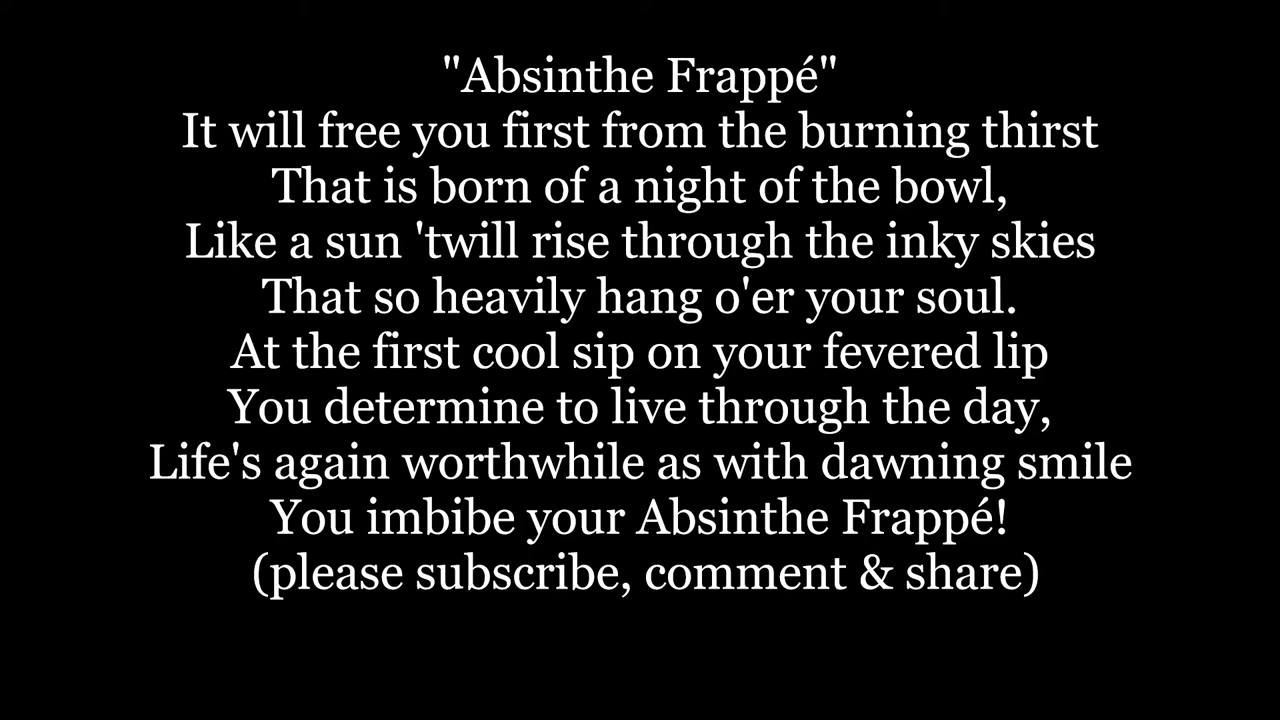 "Absinthe Frappé"
It will free you first from the burning thirst
That is born of a night of the bowl,
Like a sun 'twill rise through the inky skies
That so heavily hang o'er your soul.
At the first cool sip on your fevered lip
You determine to live through the day,
Life's again worthwhile as with dawning smile
You imbibe your Absinthe Frappé!
(please subscribe, comment & share)